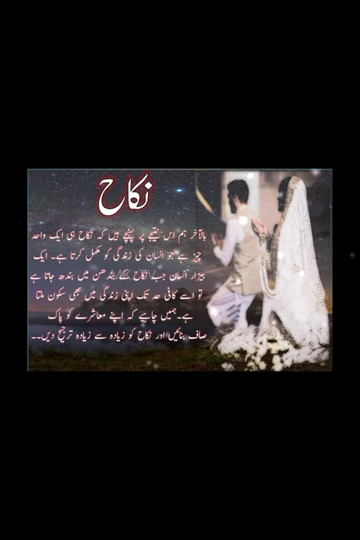 نکاح
بالآخر ہم اس نتیجے پر پہنچے ہیں کہ نکاح ہی ایک واحد
چیز ہے جو انسان کی زندگی کو مکمل کرتا ہے۔ ایک
بیزار انسان جب نکاح کے بندھن میں بندھ جاتا ہے
تو اسے کافی حد تک اپنی زندگی میں بھی سکون ملتا
ہے۔ ہمیں چاہیے کہ اپنے معاشرے کو پاک
صاف بنائیں اور نکاح کو زیادہ سے زیادہ ترجیح دیں۔۔